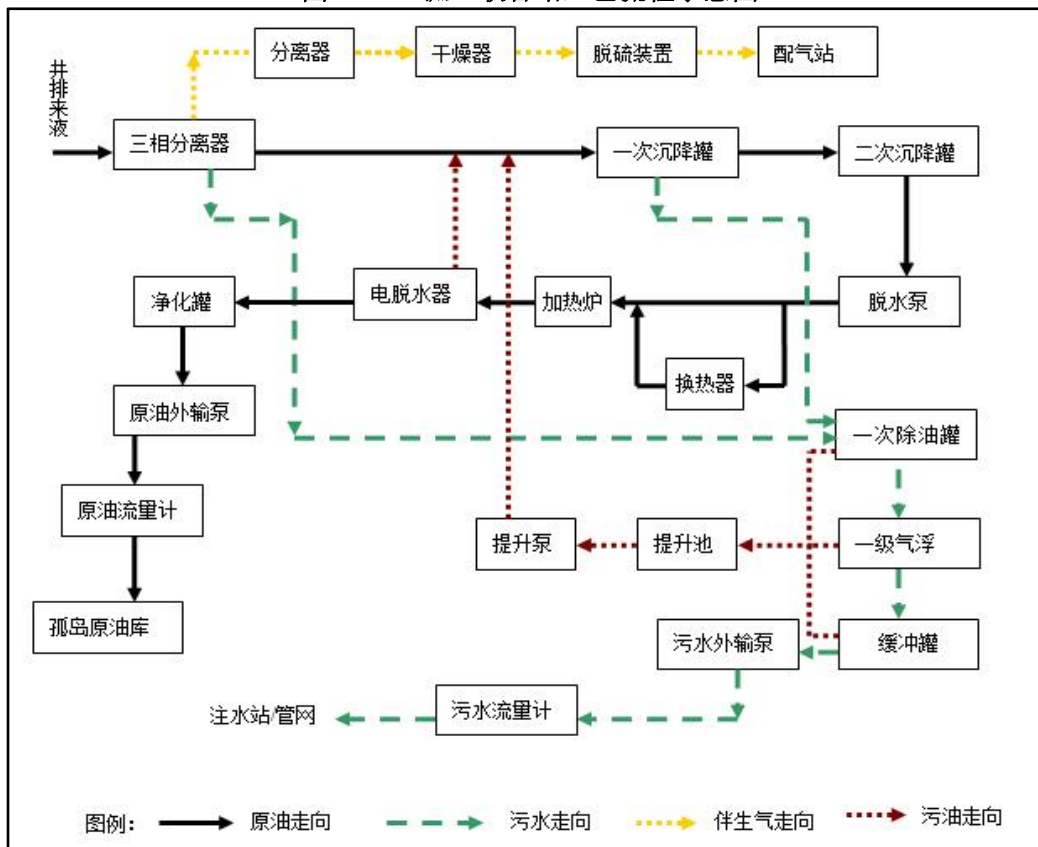 分离器
干燥器
脱硫装置
配气站
井排来液
三相分离器
一次沉降罐
二次沉降罐
净化罐
电脱水器
加热炉
脱水泵
换热器
原油外输泵
一次除油罐
原油流量计
提升泵
提升池
一级气浮
孤岛原油库
污水外输泵
缓冲罐
注水站/管网
污水流量计
图例：
原油走向
污水走向
伴生气走向
污油走向